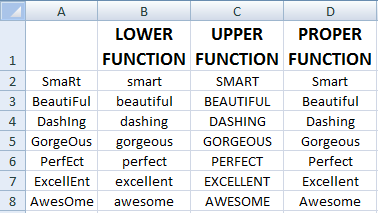 A B C D
1 LOWER FUNCTION UPPER FUNCTION PROPER FUNCTION
2 SmaRt smart SMART Smart
3 BeautiFul beautiful BEAUTIFUL Beautiful
4 DashIng dashing DASHING Dashing
5 GorgeOus gorgeous GORGEOUS Gorgeous
6 PerfEct perfect PERFECT Perfect
7 ExcellEnt excellent EXCELLENT Excellent
8 AwesOme awesome AWESOME Awesome